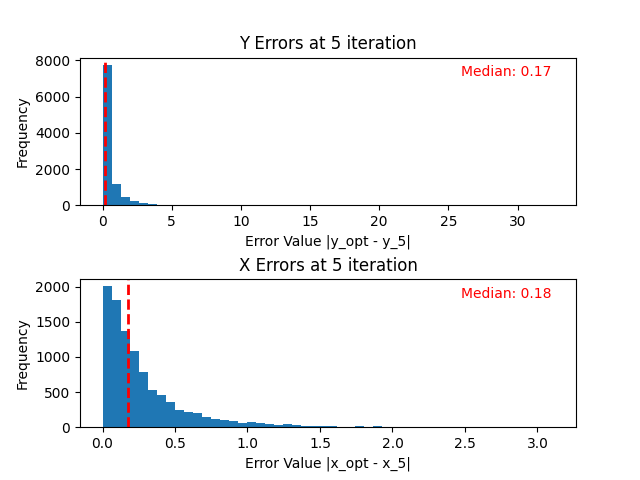 Y Errors at 5 iteration
Median: 0.17
8000
6000
4000
2000
0
Frequency
0 5 10 15 20 25 30
Error Value |y_opt - y_5|
X Errors at 5 iteration
Median: 0.18
2000
1500
1000
500
0
Frequency
0.0 0.5 1.0 1.5 2.0 2.5 3.0
Error Value |x_opt - x_5|